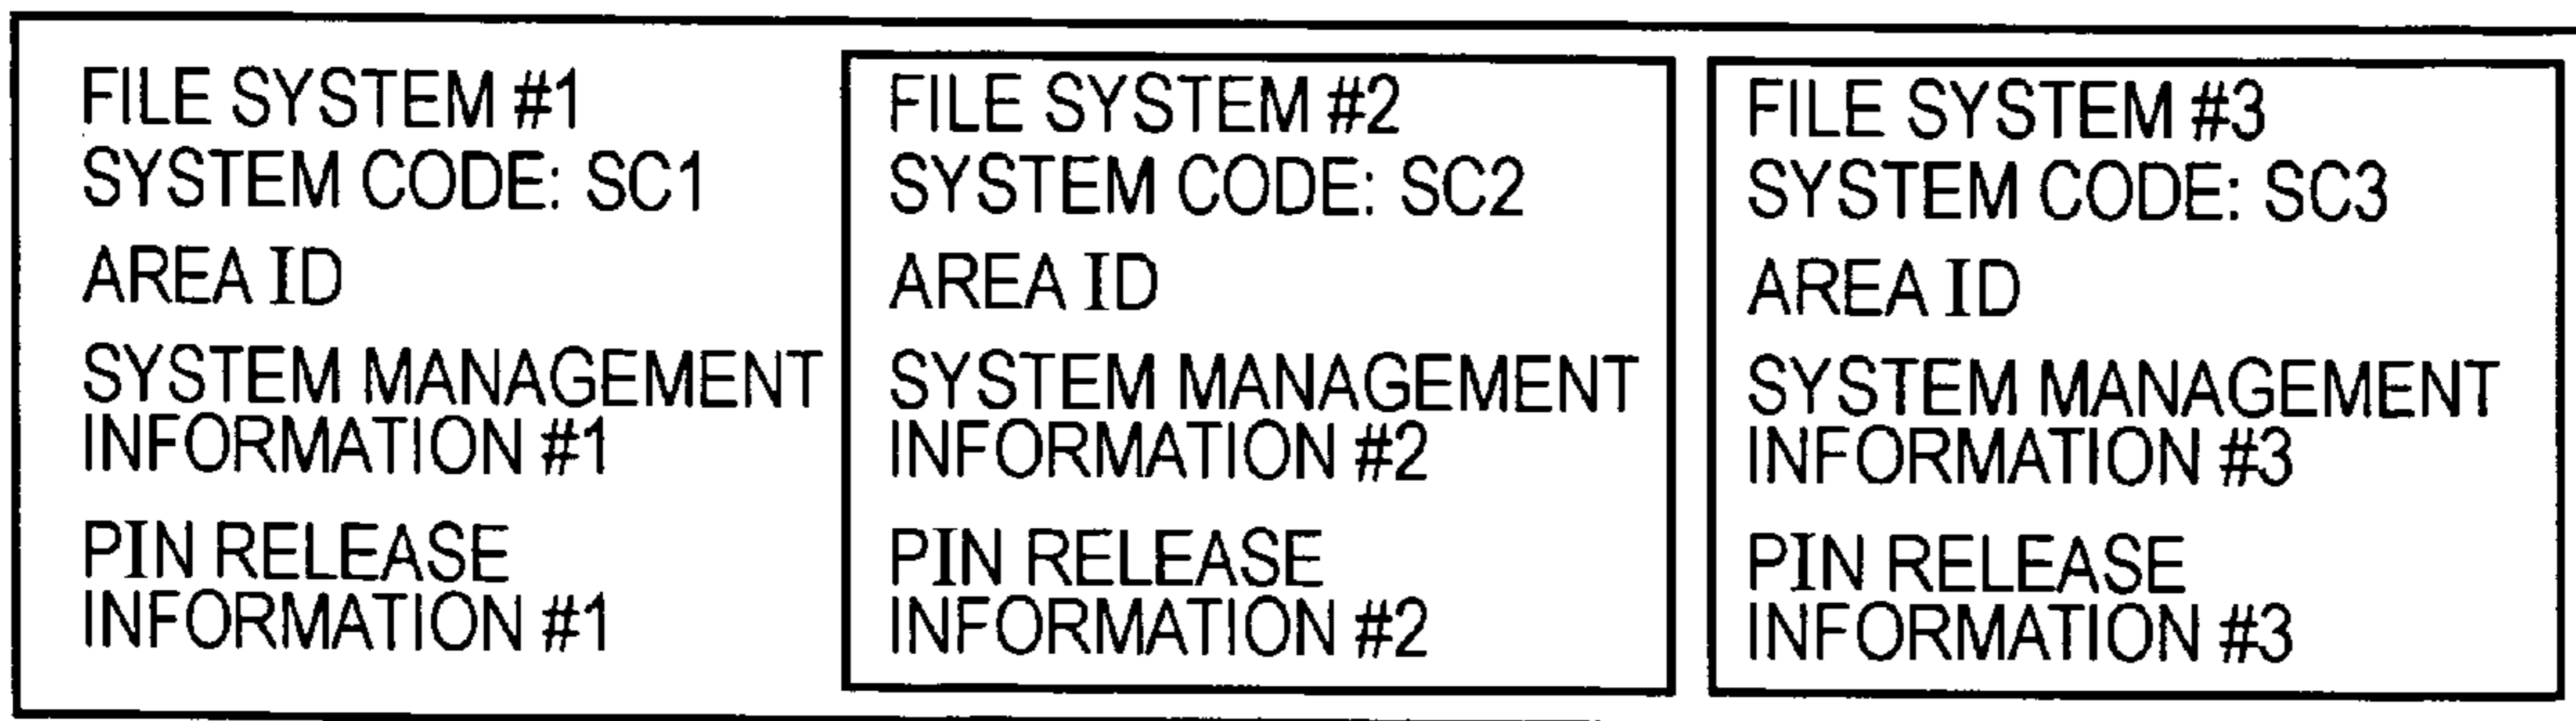 FILE SYSTEM #1
SYSTEM CODE: SC1
AREA ID
SYSTEM MANAGEMENT
INFORMATION #1
PIN RELEASE
INFORMATION #1
FILE SYSTEM #2
SYSTEM CODE: SC2
AREA ID
SYSTEM MANAGEMENT
INFORMATION #2
PIN RELEASE
INFORMATION #2
FILE SYSTEM #3
SYSTEM CODE: SC3
AREA ID
SYSTEM MANAGEMENT
INFORMATION #3
PIN RELEASE
INFORMATION #3